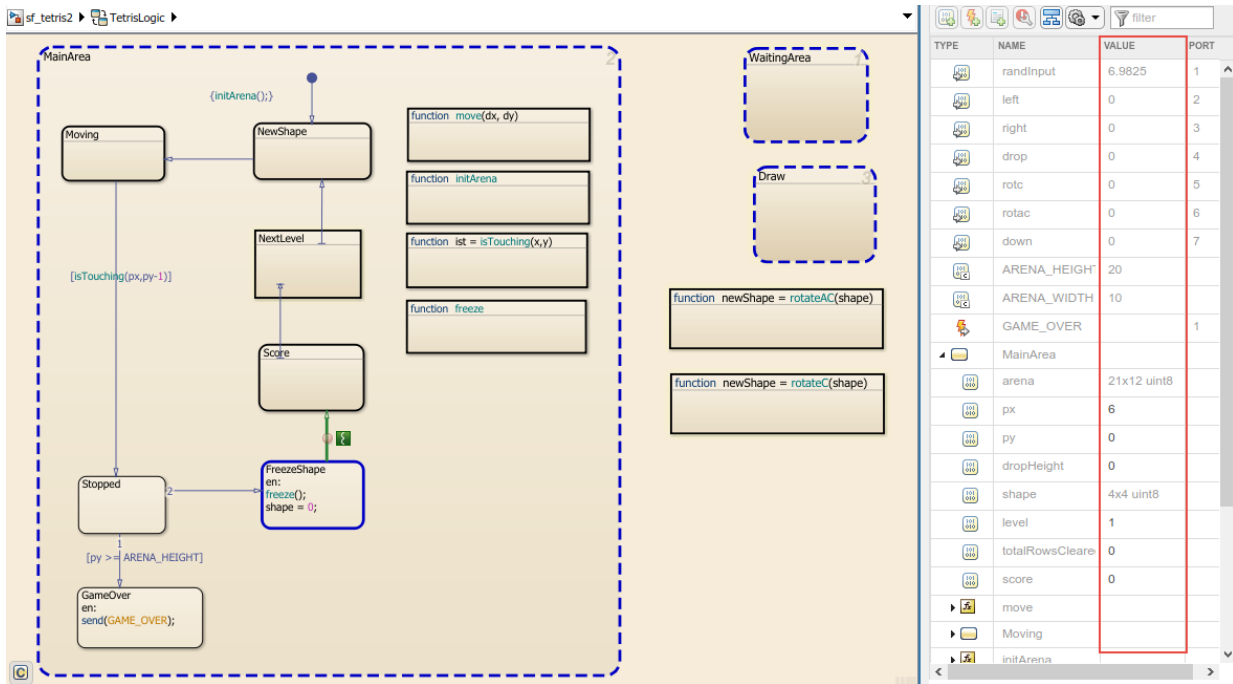 sf_tetris2 TetrisLogic
MainArea
2
{initArena();}
Moving
NewShape
function move(dx, dy)
function initArena
NextLevel
function ist = isTouching(x,y)
[isTouching(px,py-1)]
function freeze
Score
Stopped
2
FreezeShape
en:
freeze();
shape = 0;
1
[py >= ARENA_HEIGHT]
GameOver
en:
send(GAME_OVER);
C
WaitingArea
1
Draw
3
function newShape = rotateAC(shape)
function newShape = rotateC(shape)
filter
TYPE NAME VALUE PORT
randInput 6.9825 1
left 0 2
right 0 3
drop 0 4
rotc 0 5
rotac 0 6
down 0 7
ARENA_HEIGHT 20
ARENA_WIDTH 10
GAME_OVER 1
MainArea
arena 21x12 uint8
px 6
py 0
dropHeight 0
shape 4x4 uint8
level 1
totalRowsCleare 0
score 0
move
Moving
initArena